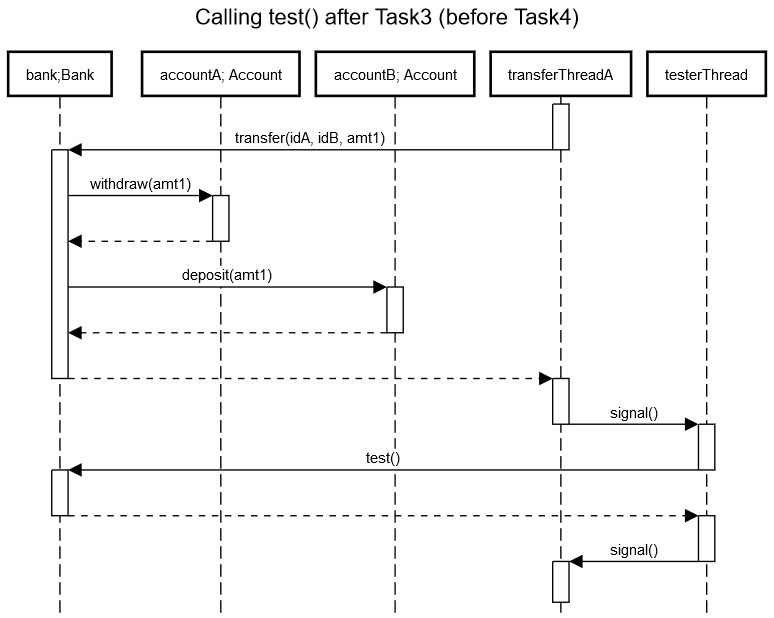 Calling test() after Task3 (before Task4)
bank;Bank
accountA; Account
accountB; Account
transferThreadA
testerThread
transfer(idA, idB, amt1)
withdraw(amt1)
deposit(amt1)
signal()
test()
signal()